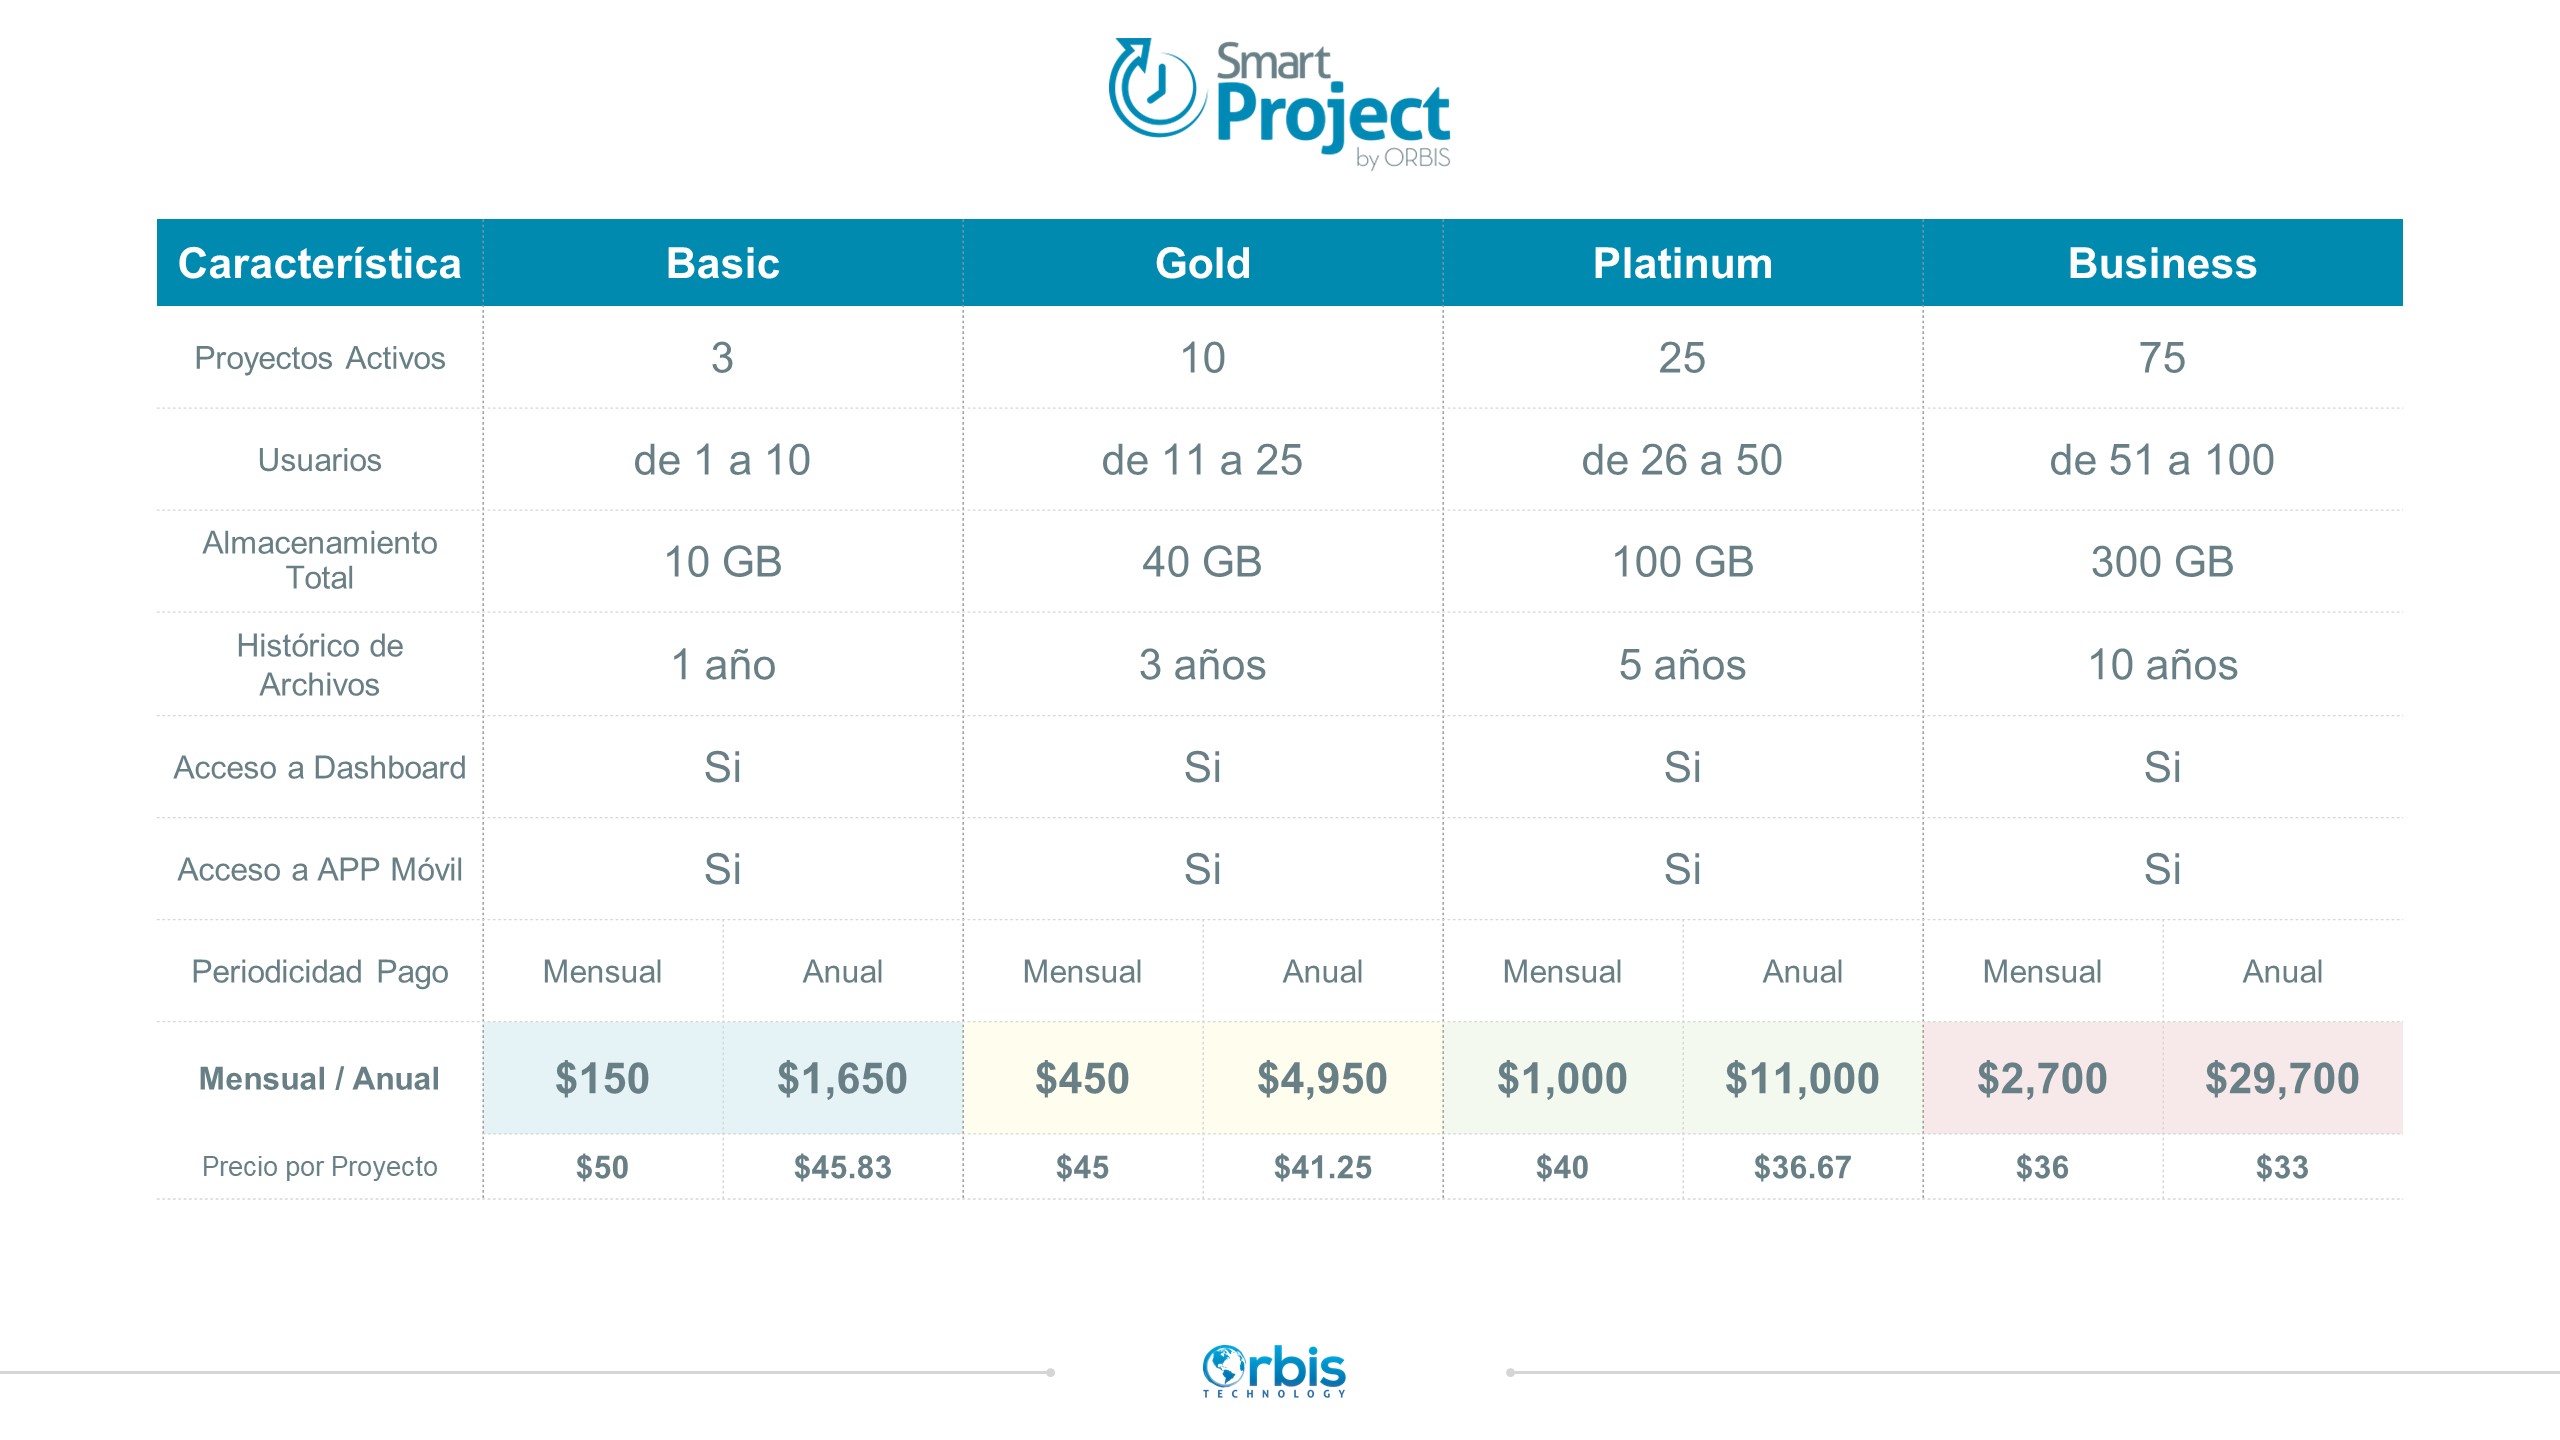 Smart
Project
by ORBIS
Característica Basic Gold Platinum Business
Proyectos Activos 3 10 25 75
Usuarios de 1 a 10 de 11 a 25 de 26 a 50 de 51 a 100
Almacenamiento
Total 10 GB 40 GB 100 GB 300 GB
Histórico de
Archivos 1 año 3 años 5 años 10 años
Acceso a Dashboard Si Si Si Si
Acceso a APP Móvil Si Si Si Si
Periodicidad Pago Mensual Anual Mensual Anual Mensual Anual Mensual Anual
Mensual / Anual $150 $1,650 $450 $4,950 $1,000 $11,000 $2,700 $29,700
Precio por Proyecto $50 $45.83 $45 $41.25 $40 $36.67 $36 $33
Orbis
TECHNOLOGY